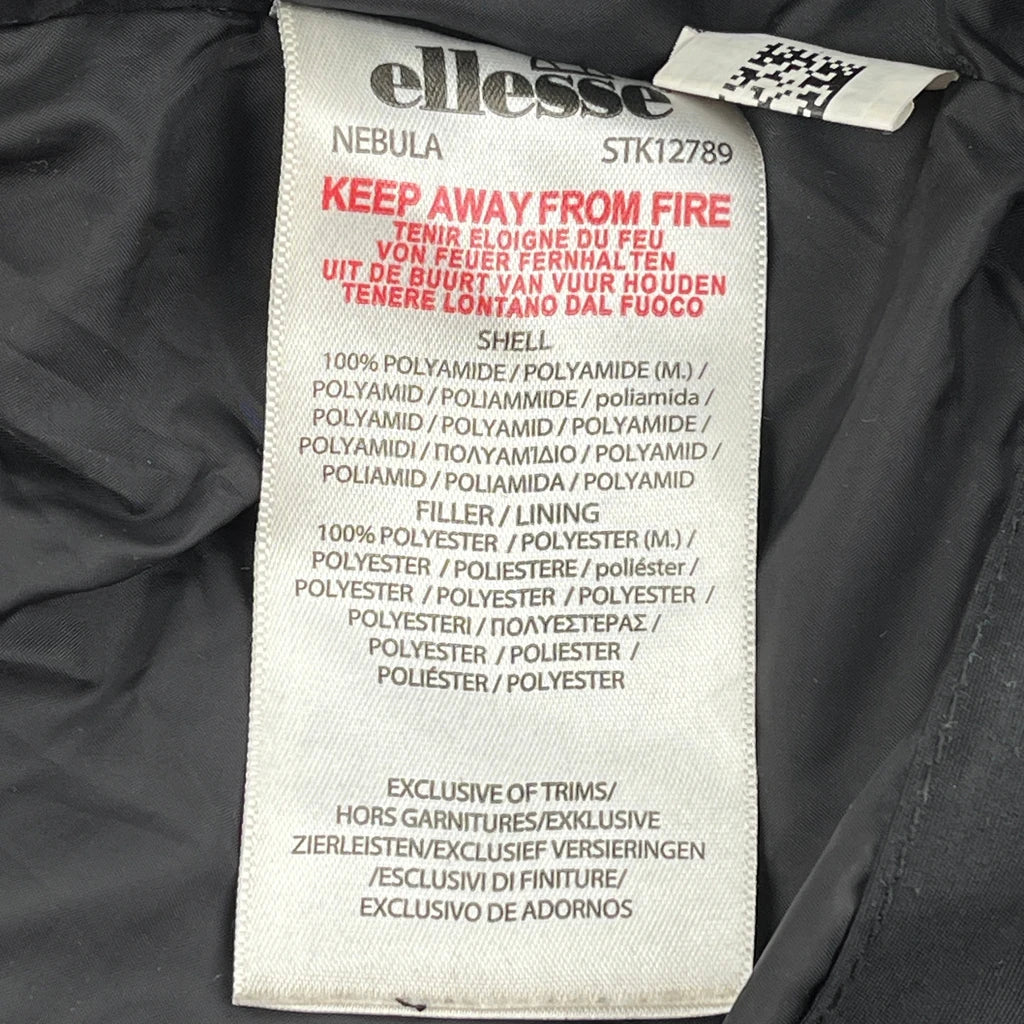 ellesse
NEBULA STK12789
KEEP AWAY FROM FIRE
TENIR ELOIGNE DU FEU
VON FEUER FERNHALTEN
UIT DE BUURT VAN VUUR HOUDEN
TENERE LONTANO DAL FUOCO
SHELL
100% POLYAMIDE / POLYAMIDE (M.) /
POLYAMID / POLIAMMIDE / poliamida /
POLYAMID / POLYAMID / POLYAMIDE /
POLYAMIDI / ΠΟΛΥΑΜΊΔΙΟ / POLYAMID /
POLIAMID / POLIAMIDA / POLYAMID
FILLER / LINING
100% POLYESTER / POLYESTER (M.) /
POLYESTER / POLIESTERE / poliéster /
POLYESTER / POLYESTER / POLYESTER /
POLYESTERI / ΠΟΛΥΕΣΤΕΡΑΣ /
POLYESTER / POLIESTER /
POLIÉSTER / POLYESTER
EXCLUSIVE OF TRIMS/
HORS GARNITURES/EXKLUSIVE
ZIERLEISTEN/EXCLUSIEF VERSIERINGEN
/ESCLUSIVI DI FINITURE/
EXCLUSIVO DE ADORNOS